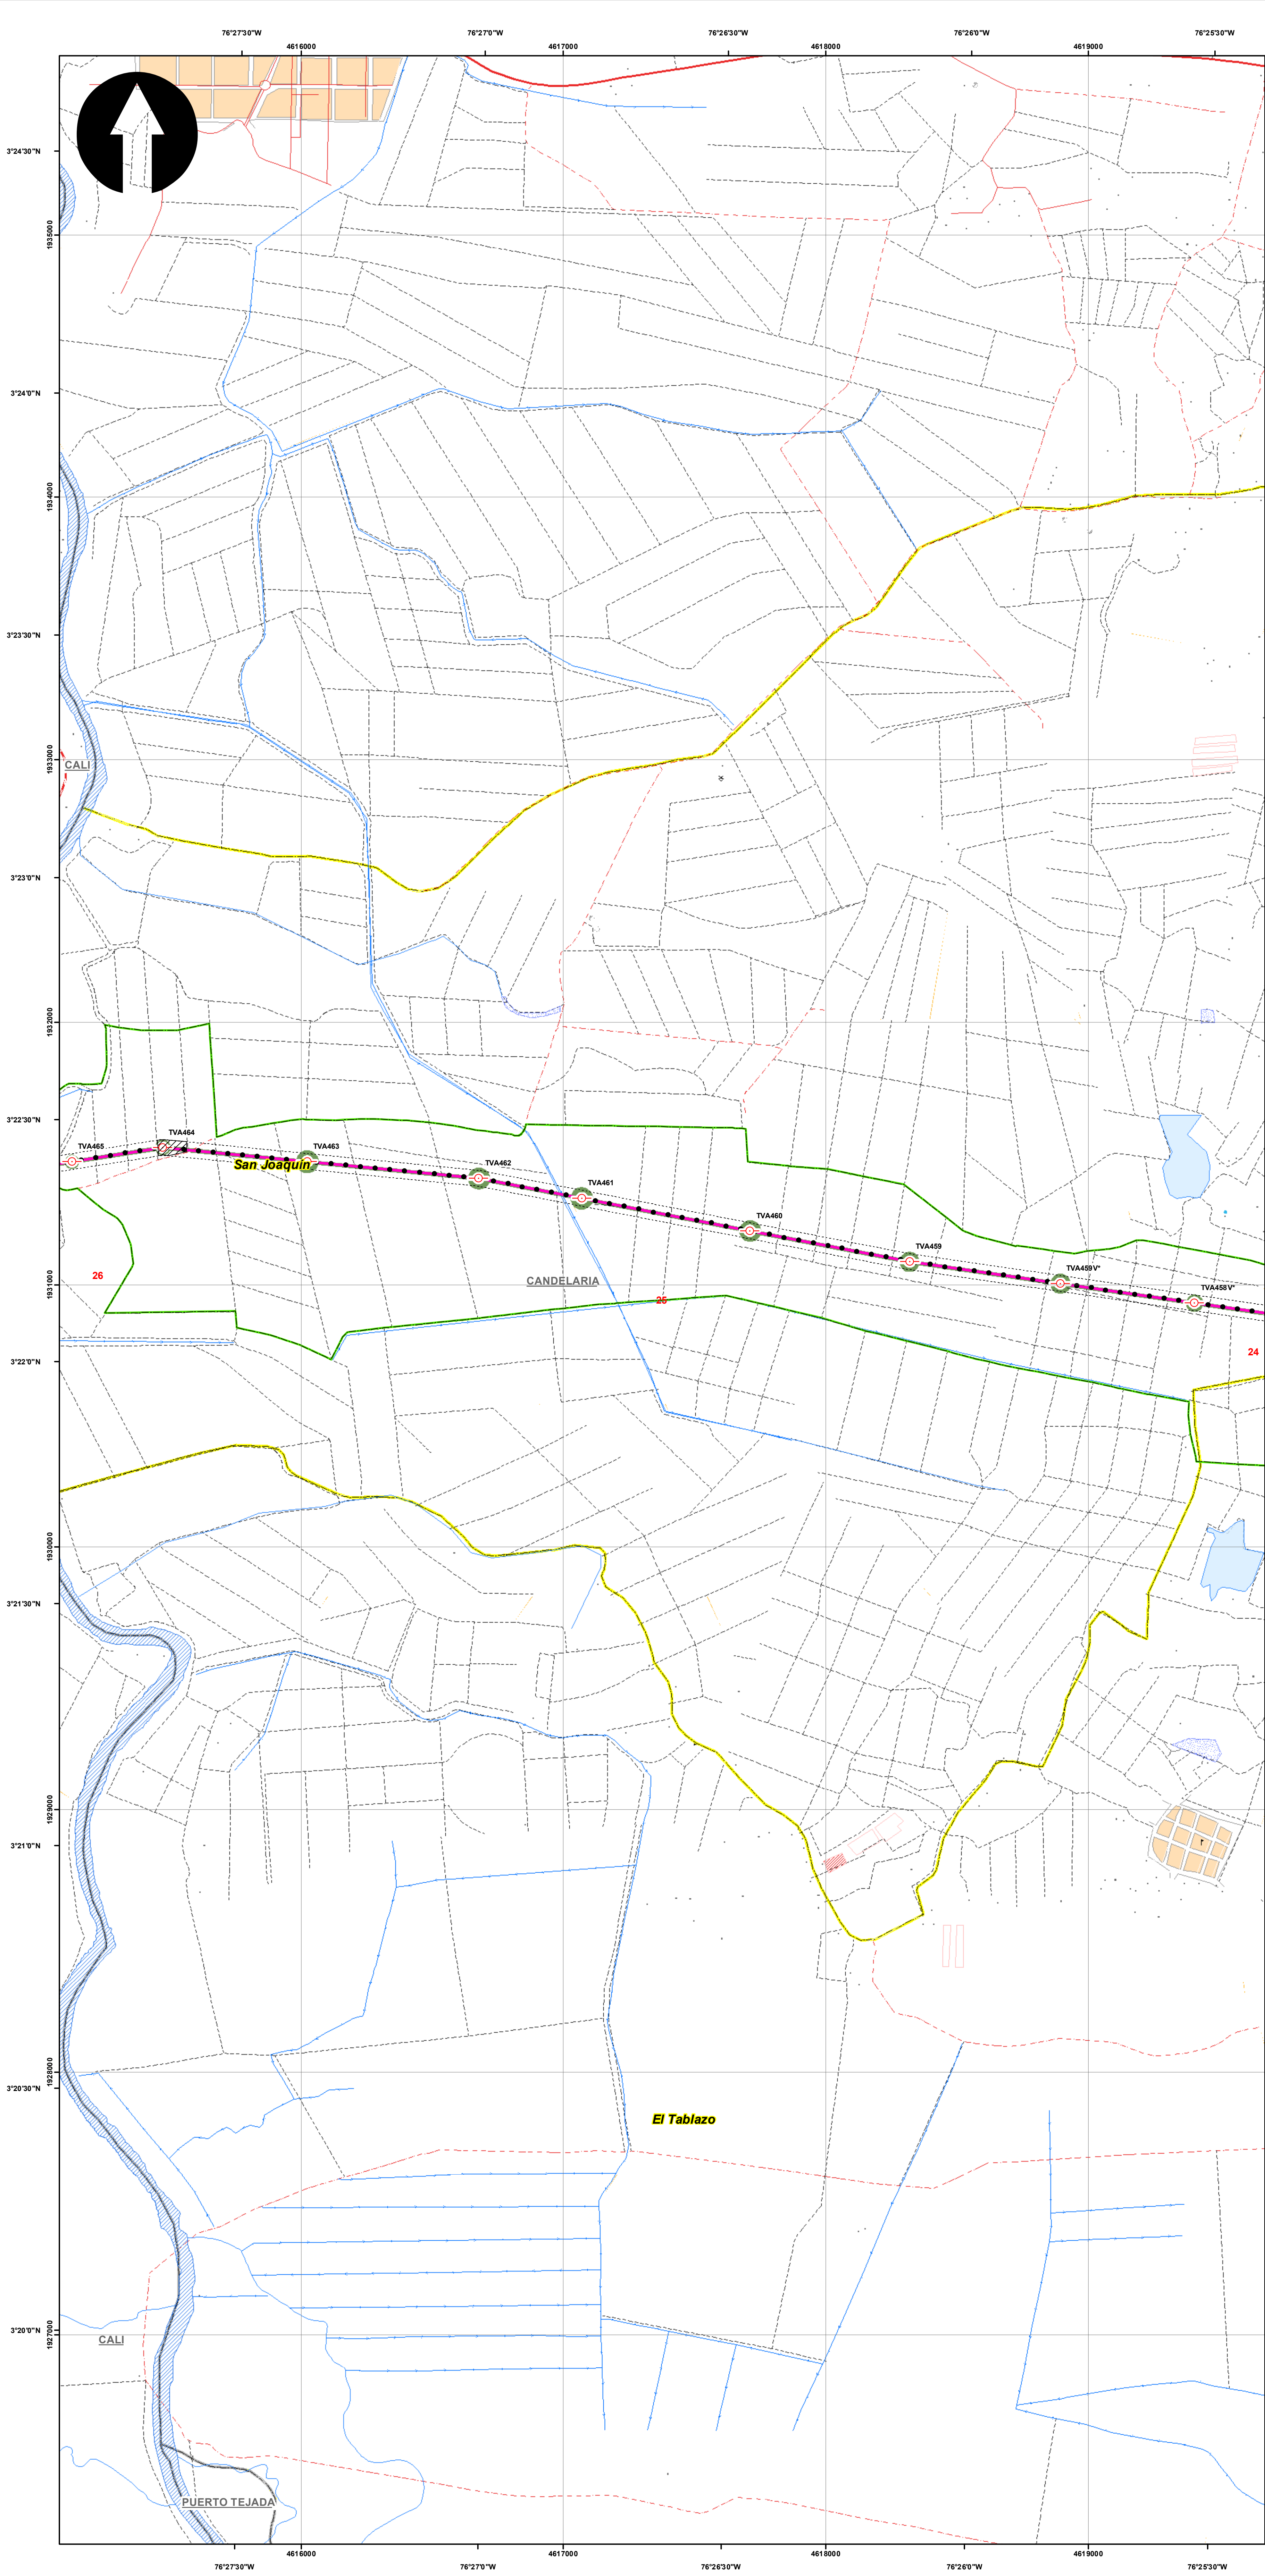 76°27'30"W 76°27'0"W 76°26'30"W 76°26'0"W 76°25'30"W
4616000 4617000 4618000 4619000
3°24'30"N
1935000
3°24'0"N
1934000
3°23'30"N
1933000
CALI
3°23'0"N
1932000
3°22'30"N
TVA465
TVA464
TVA463
San Joaquín
TVA462
TVA461
TVA460
TVA459
TVA459V*
TVA458V
26
CANDELARIA
1931000
25
24
3°22'0"N
1930000
3°21'30"N
1929000
3°21'0"N
1928000
3°20'30"N
El Tablazo
3°20'0"N
1927000
CALI
PUERTO TEJADA
4616000 4617000 4618000 4619000
76°27'30"W 76°27'0"W 76°26'30"W 76°26'0"W 76°25'30"W